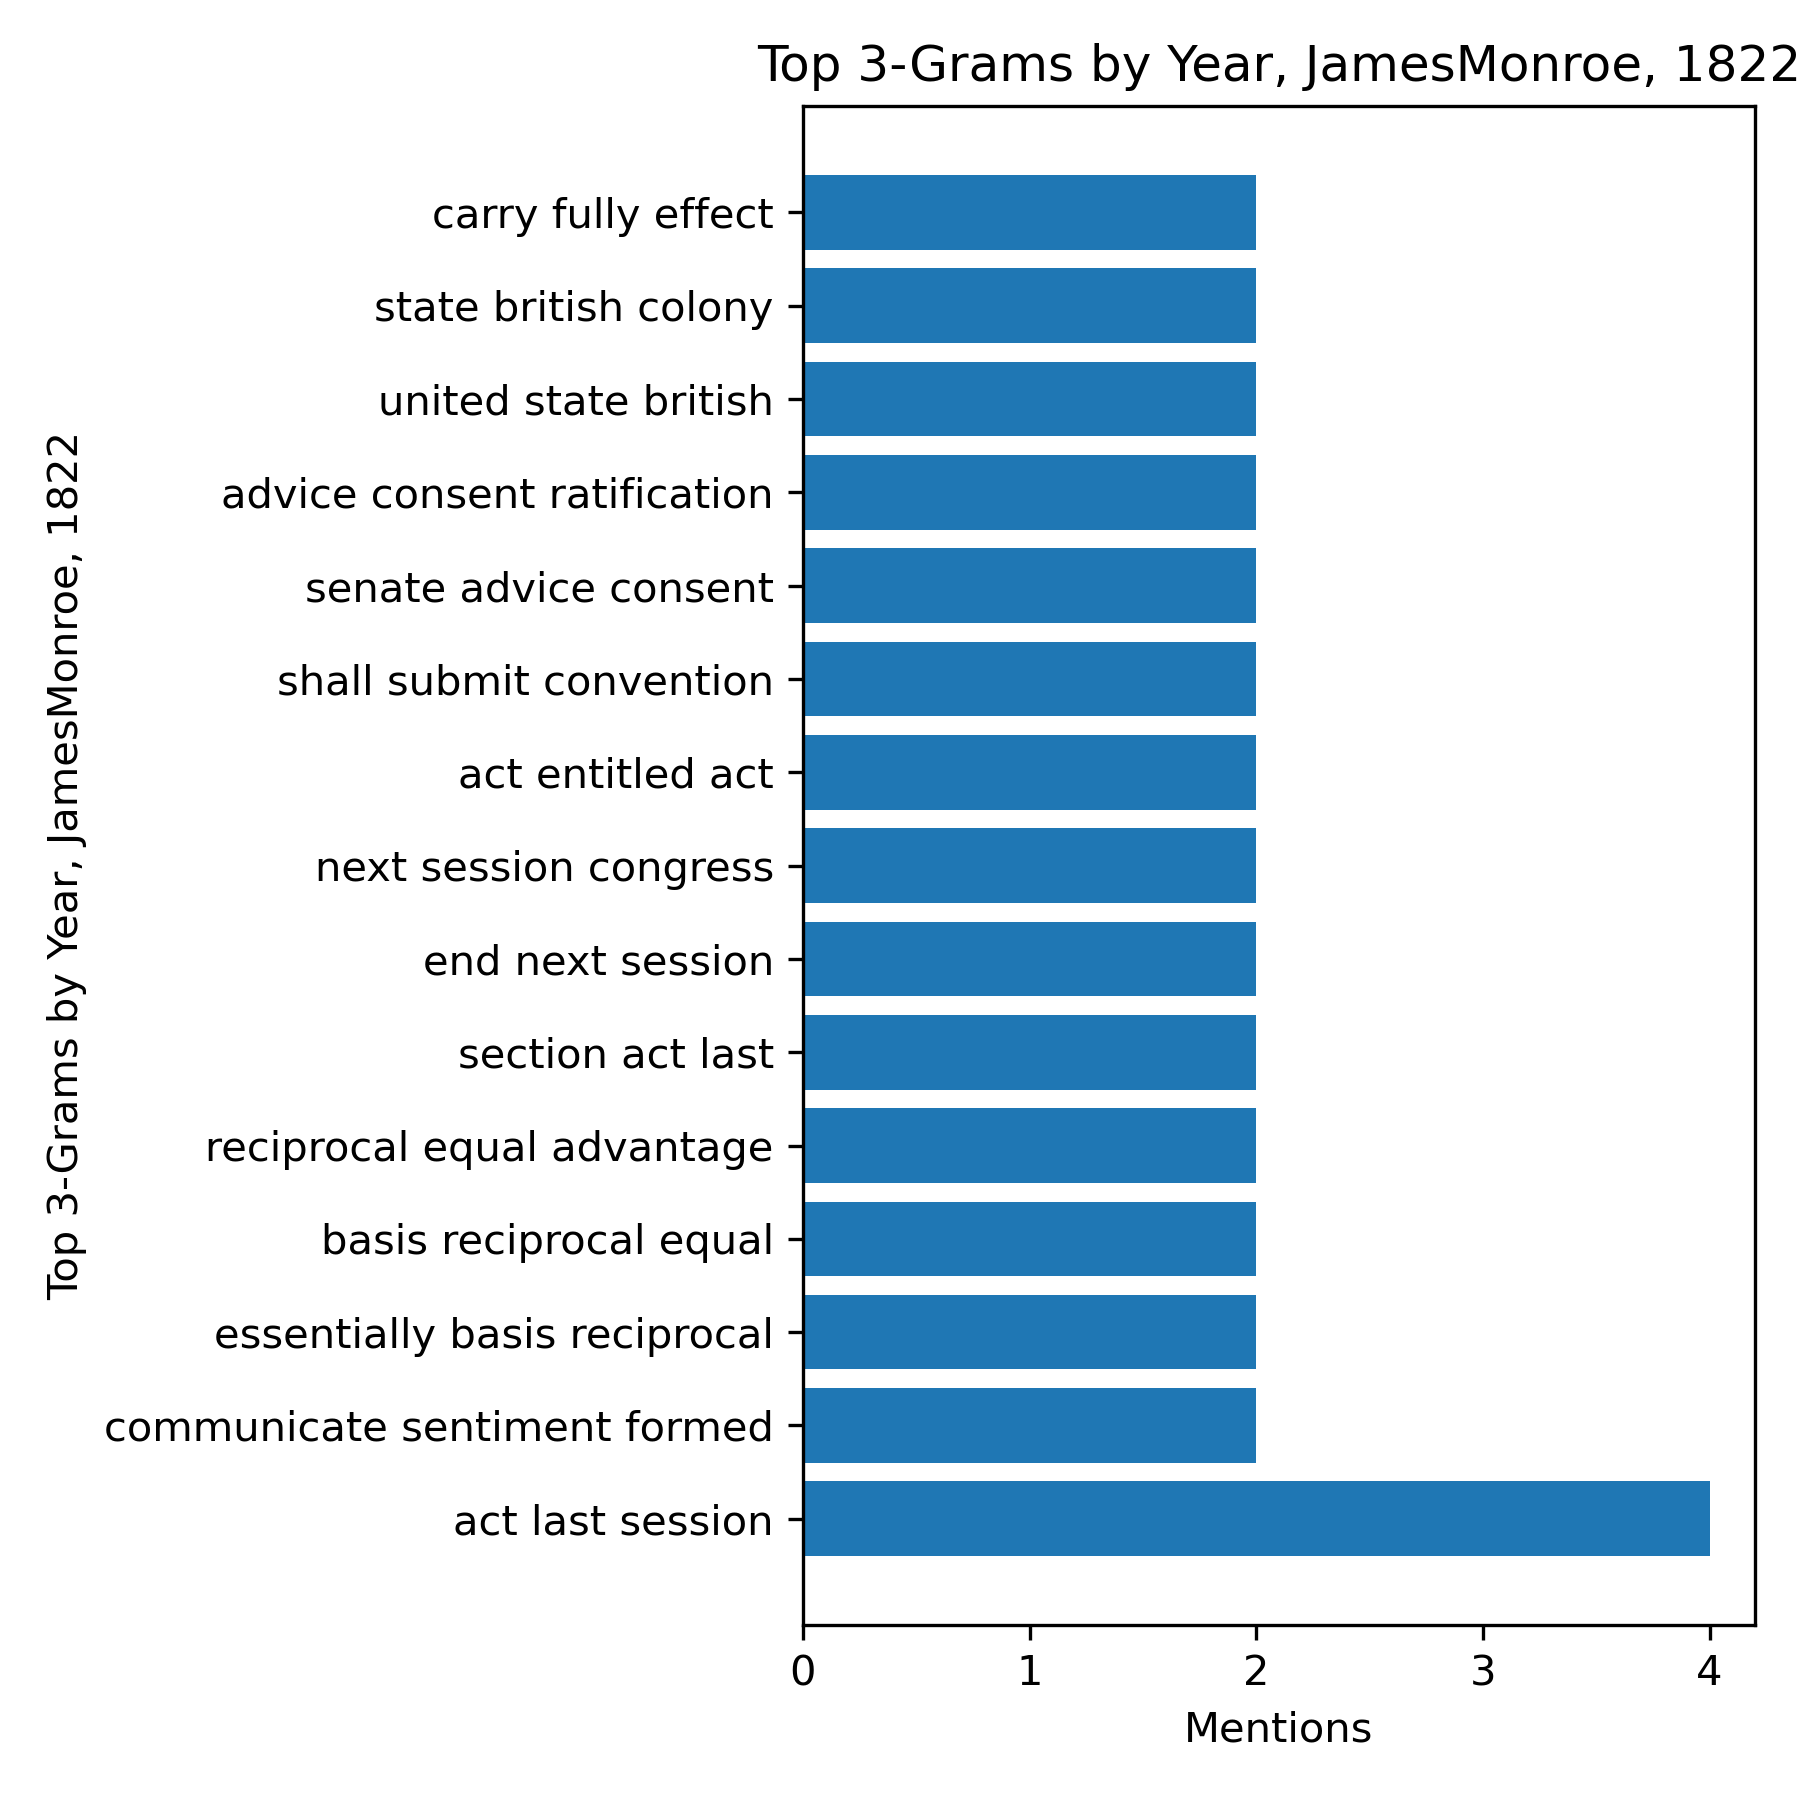 Top 3-Grams by Year, JamesMonroe, 1822
Top 3-Grams by Year, JamesMonroe, 1822
carry fully effect
state british colony
united state british
advice consent ratification
senate advice consent
shall submit convention
act entitled act
next session congress
end next session
section act last
reciprocal equal advantage
basis reciprocal equal
essentially basis reciprocal
communicate sentiment formed
act last session
0 1 2 3 4
Mentions